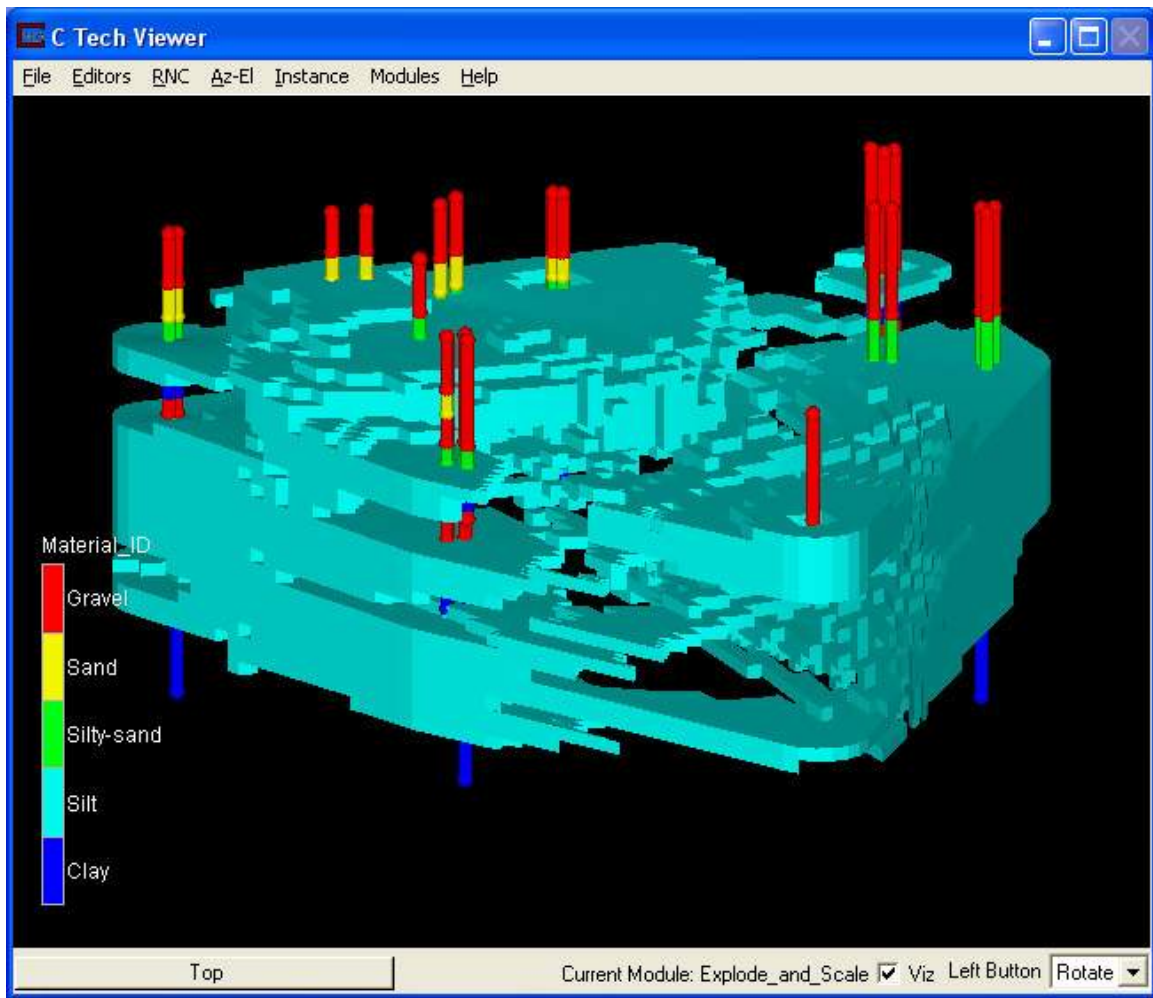 C Tech Viewer
File Editors RNC Az-El Instance Modules Help
Material_ID
Gravel
Sand
Silty-sand
Silt
Clay
Top Current Module: Explode_and_Scale Viz Left Button Rotate